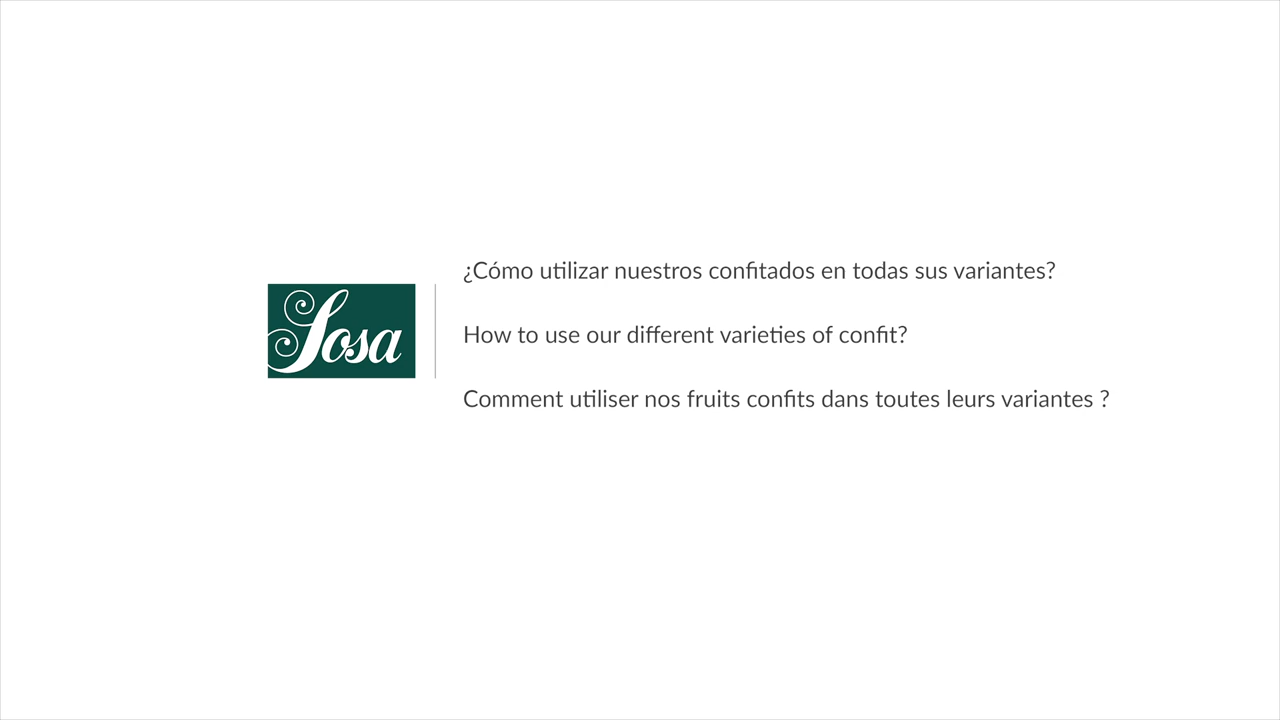 Sosa
¿Cómo utilizar nuestros confitados en todas sus variantes?
How to use our different varieties of confit?
Comment utiliser nos fruits confits dans toutes leurs variantes ?